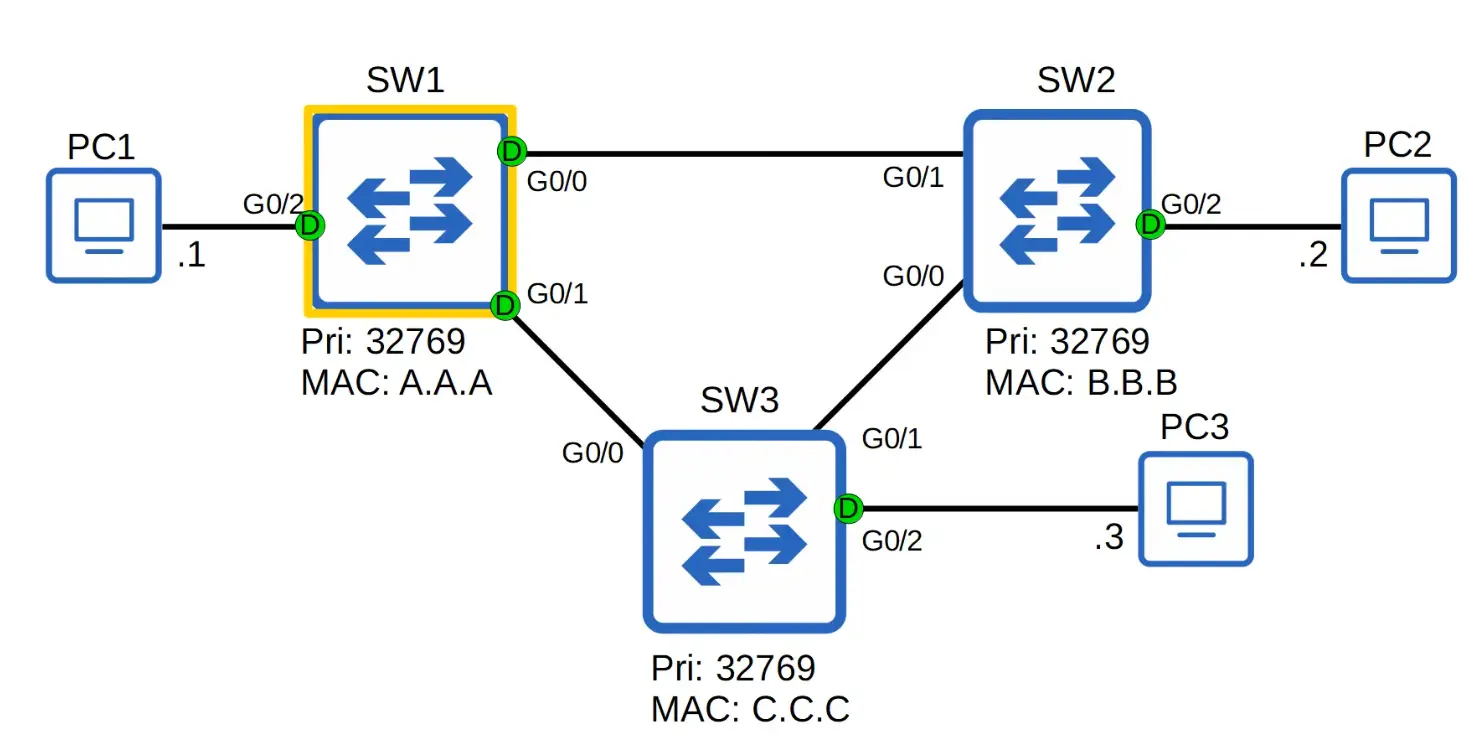 SW1
SW2
PC1
PC2
D
G0/0
G0/1
G0/2
D
D
G0/2
.1
.2
G0/0
D
G0/1
Pri: 32769
MAC: A.A.A
Pri: 32769
MAC: B.B.B
SW3
PC3
G0/0
G0/1
D
G0/2
.3
Pri: 32769
MAC: C.C.C